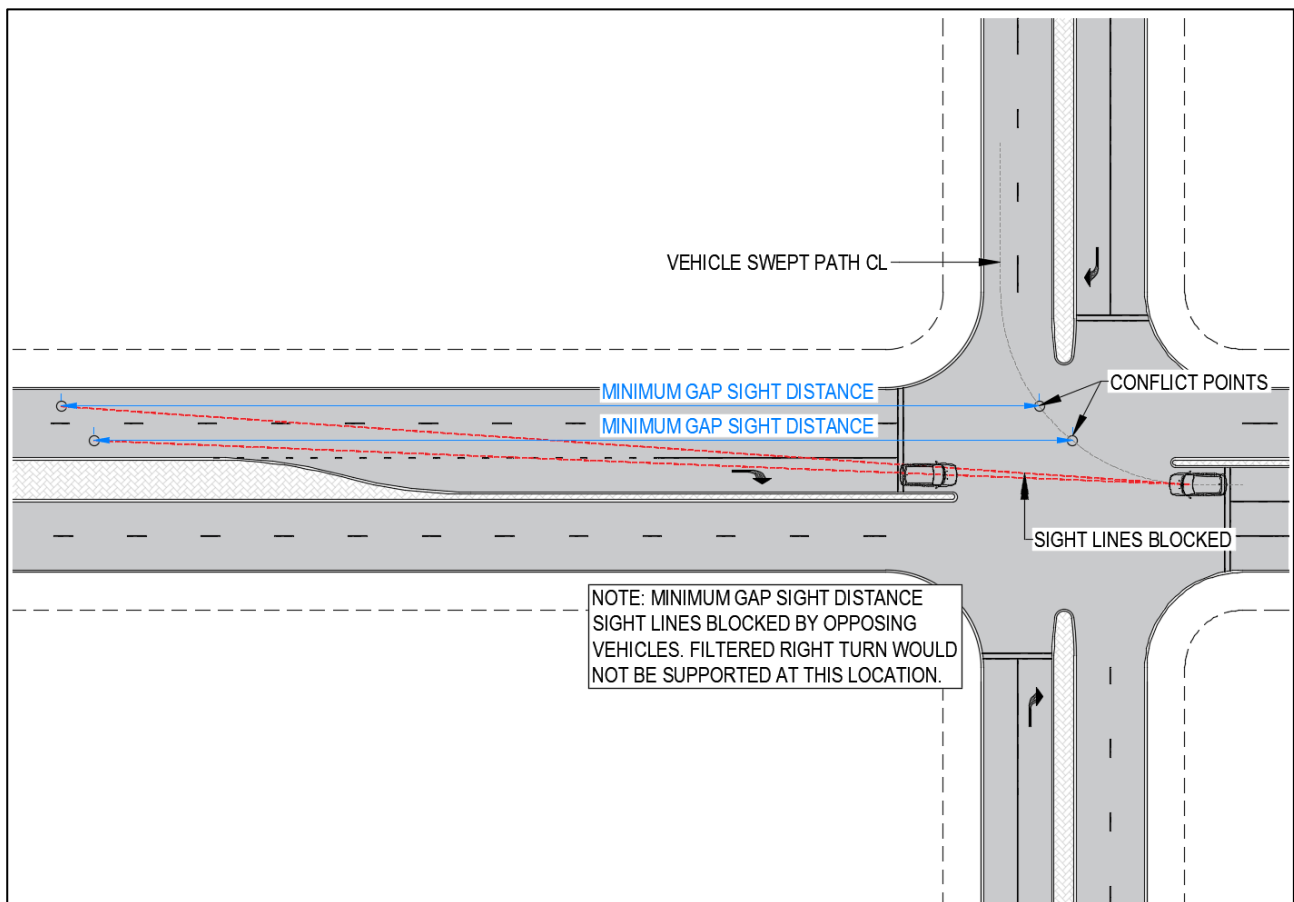 VEHICLE SWEPT PATH CL
MINIMUM GAP SIGHT DISTANCE
CONFLICT POINTS
MINIMUM GAP SIGHT DISTANCE
SIGHT LINES BLOCKED
NOTE: MINIMUM GAP SIGHT DISTANCE
SIGHT LINES BLOCKED BY OPPOSING
VEHICLES. FILTERED RIGHT TURN WOULD
NOT BE SUPPORTED AT THIS LOCATION.